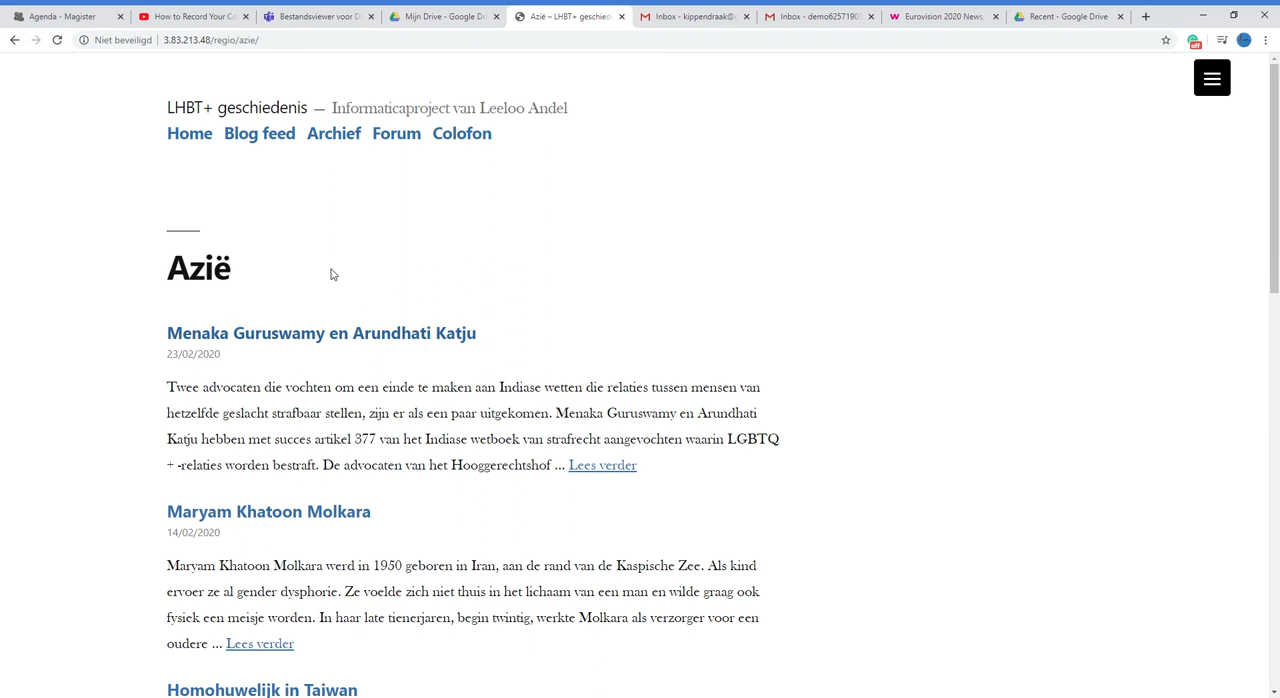 Agenda - Magister
How to Record Your Co
Bestandsviewer voor Di
Mijn Drive - Google Dri
Azië – LHBT+ geschieden
Inbox - kippendraak@g
Inbox - demo62571903
Eurovision 2020 News,
Recent - Google Drive
Niet beveiligd | 3.83.213.48/regio/azie/
off
LHBT+ geschiedenis — Informaticaproject van Leeloo Andel
Home Blog feed Archief Forum Colofon
Azië
Menaka Guruswamy en Arundhati Katju
23/02/2020
Twee advocaten die vochten om een einde te maken aan Indiase wetten die relaties tussen mensen van
hetzelfde geslacht strafbaar stellen, zijn er als een paar uitgekomen. Menaka Guruswamy en Arundhati
Katju hebben met succes artikel 377 van het Indiase wetboek van strafrecht aangevochten waarin LGBTQ
+ -relaties worden bestraft. De advocaten van het Hooggerechtshof ... Lees verder
Maryam Khatoon Molkara
14/02/2020
Maryam Khatoon Molkara werd in 1950 geboren in Iran, aan de rand van de Kaspische Zee. Als kind
ervoer ze al gender dysphorie. Ze voelde zich niet thuis in het lichaam van een man en wilde graag ook
fysiek een meisje worden. In haar late tienerjaren, begin twintig, werkte Molkara als verzorger voor een
oudere ... Lees verder
Homohuwelijk in Taiwan